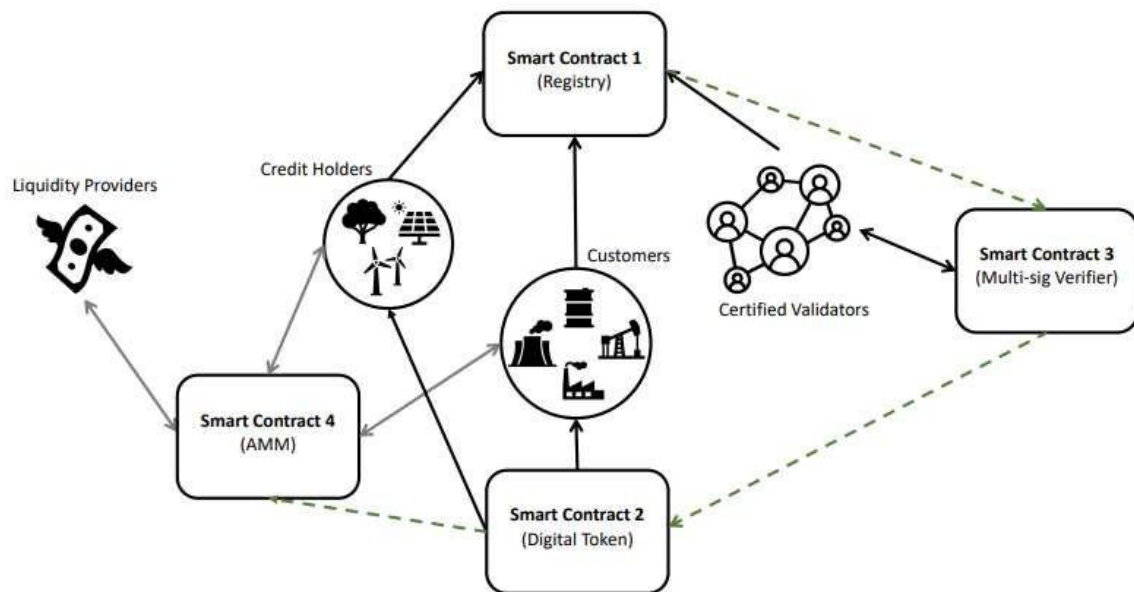 Smart Contract 1
(Registry)
Credit Holders
Liquidity Providers
Customers
Smart Contract 3
(Multi-sig Verifier)
Certified Validators
Smart Contract 4
(AMM)
Smart Contract 2
(Digital Token)